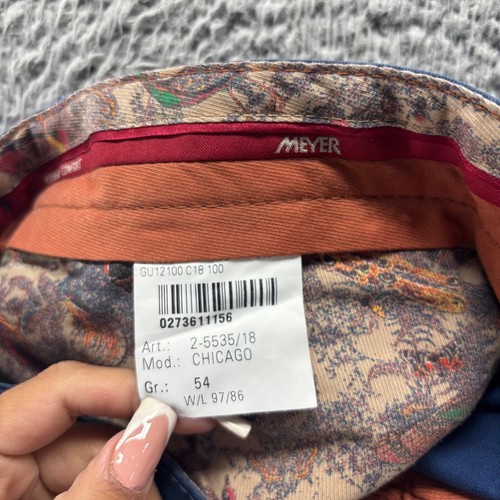 MEYER
GU12100 C18 100
0273611156
Art.: 2-5535/18
Mod.: CHICAGO
Gr.: 54
W/L 97/86